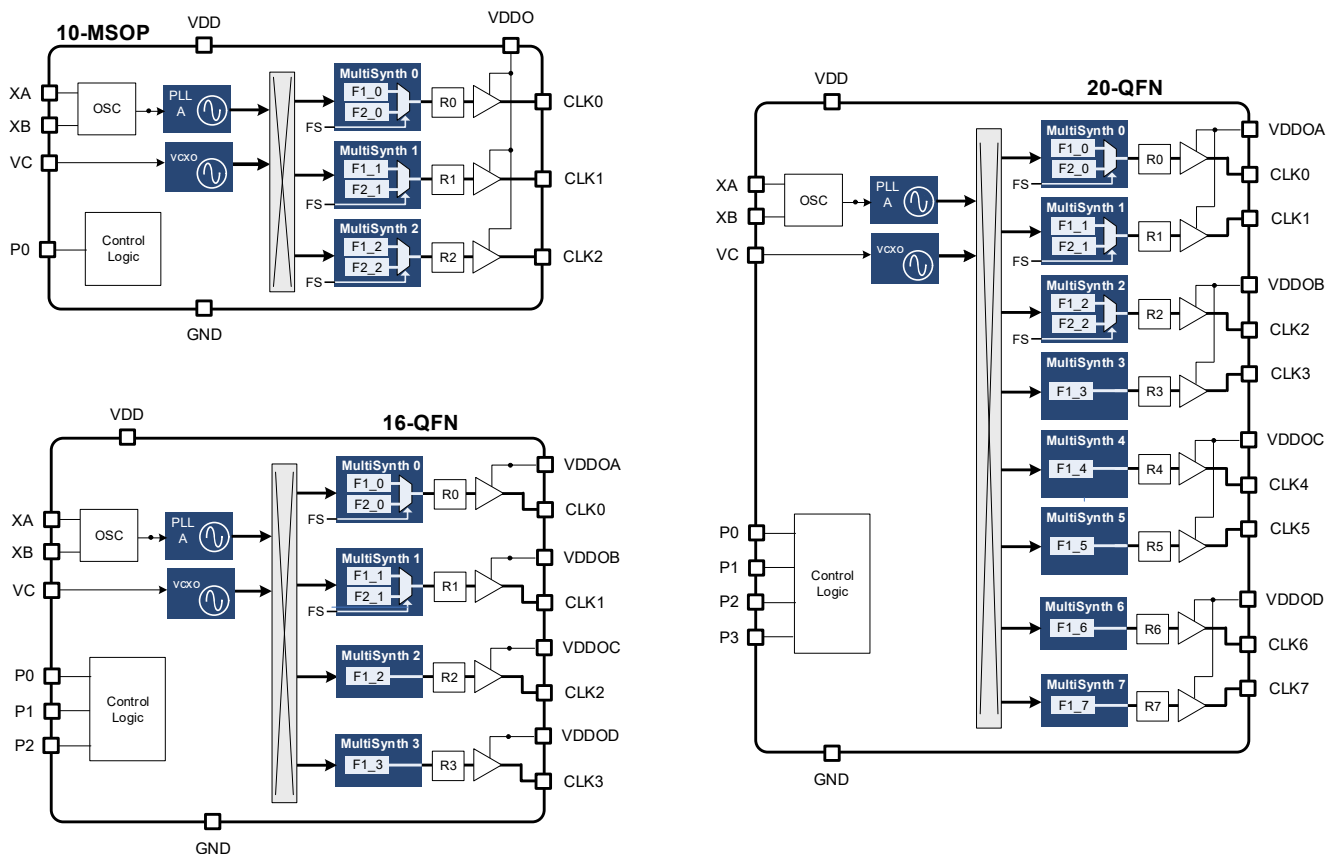 10-MSOP
VDD
VDDO
XA
XB
VC
P0
OSC
PLL
A
VCXO
Control
Logic
MultiSynth 0
F1_0
F2_0
FS
R0
CLK0
MultiSynth 1
F1_1
F2_1
FS
R1
CLK1
MultiSynth 2
F1_2
F2_2
FS
R2
CLK2
GND
16-QFN
VDD
XA
XB
VC
P0
P1
P2
OSC
PLL
A
VCXO
Control
Logic
MultiSynth 0
F1_0
F2_0
FS
R0
VDDOA
CLK0
MultiSynth 1
F1_1
F2_1
FS
R1
VDDOB
CLK1
MultiSynth 2
F1_2
R2
VDDOC
CLK2
MultiSynth 3
F1_3
R3
VDDOD
CLK3
GND
20-QFN
VDD
XA
XB
VC
OSC
PLL
A
VCXO
P0
P1
P2
P3
Control
Logic
MultiSynth 0
F1_0
F2_0
FS
R0
VDDOA
CLK0
MultiSynth 1
F1_1
F2_1
FS
R1
CLK1
MultiSynth 2
F1_2
F2_2
FS
R2
VDDOB
CLK2
MultiSynth 3
F1_3
R3
CLK3
MultiSynth 4
F1_4
R4
VDDOC
CLK4
MultiSynth 5
F1_5
R5
CLK5
MultiSynth 6
F1_6
R6
VDDOD
CLK6
MultiSynth 7
F1_7
R7
CLK7
GND